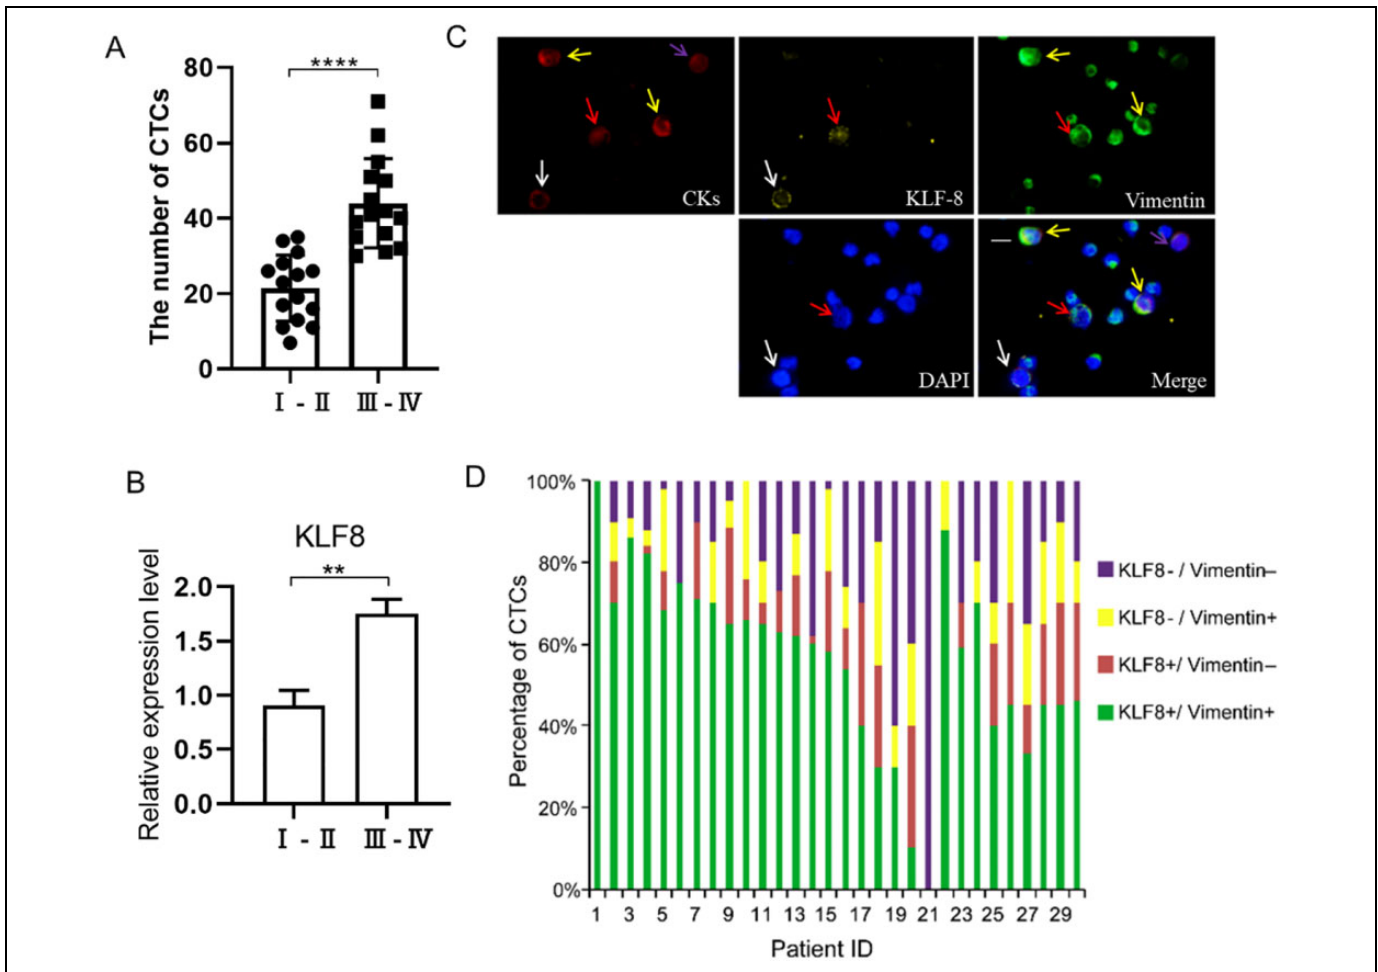 A
The number of CTCs
80
60
40
20
0
****
Ⅰ - Ⅱ
Ⅲ - Ⅳ
C
CKs
KLF-8
Vimentin
DAPI
Merge
B
KLF8
Relative expression level
2.0
1.5
1.0
0.5
0.0
**
Ⅰ - Ⅱ
Ⅲ - Ⅳ
D
Percentage of CTCs
100%
80%
60%
40%
20%
0%
1 3 5 7 9 11 13 15 17 19 21 23 25 27 29
Patient ID
KLF8- / Vimentin–
KLF8- / Vimentin+
KLF8+/ Vimentin–
KLF8+/ Vimentin+